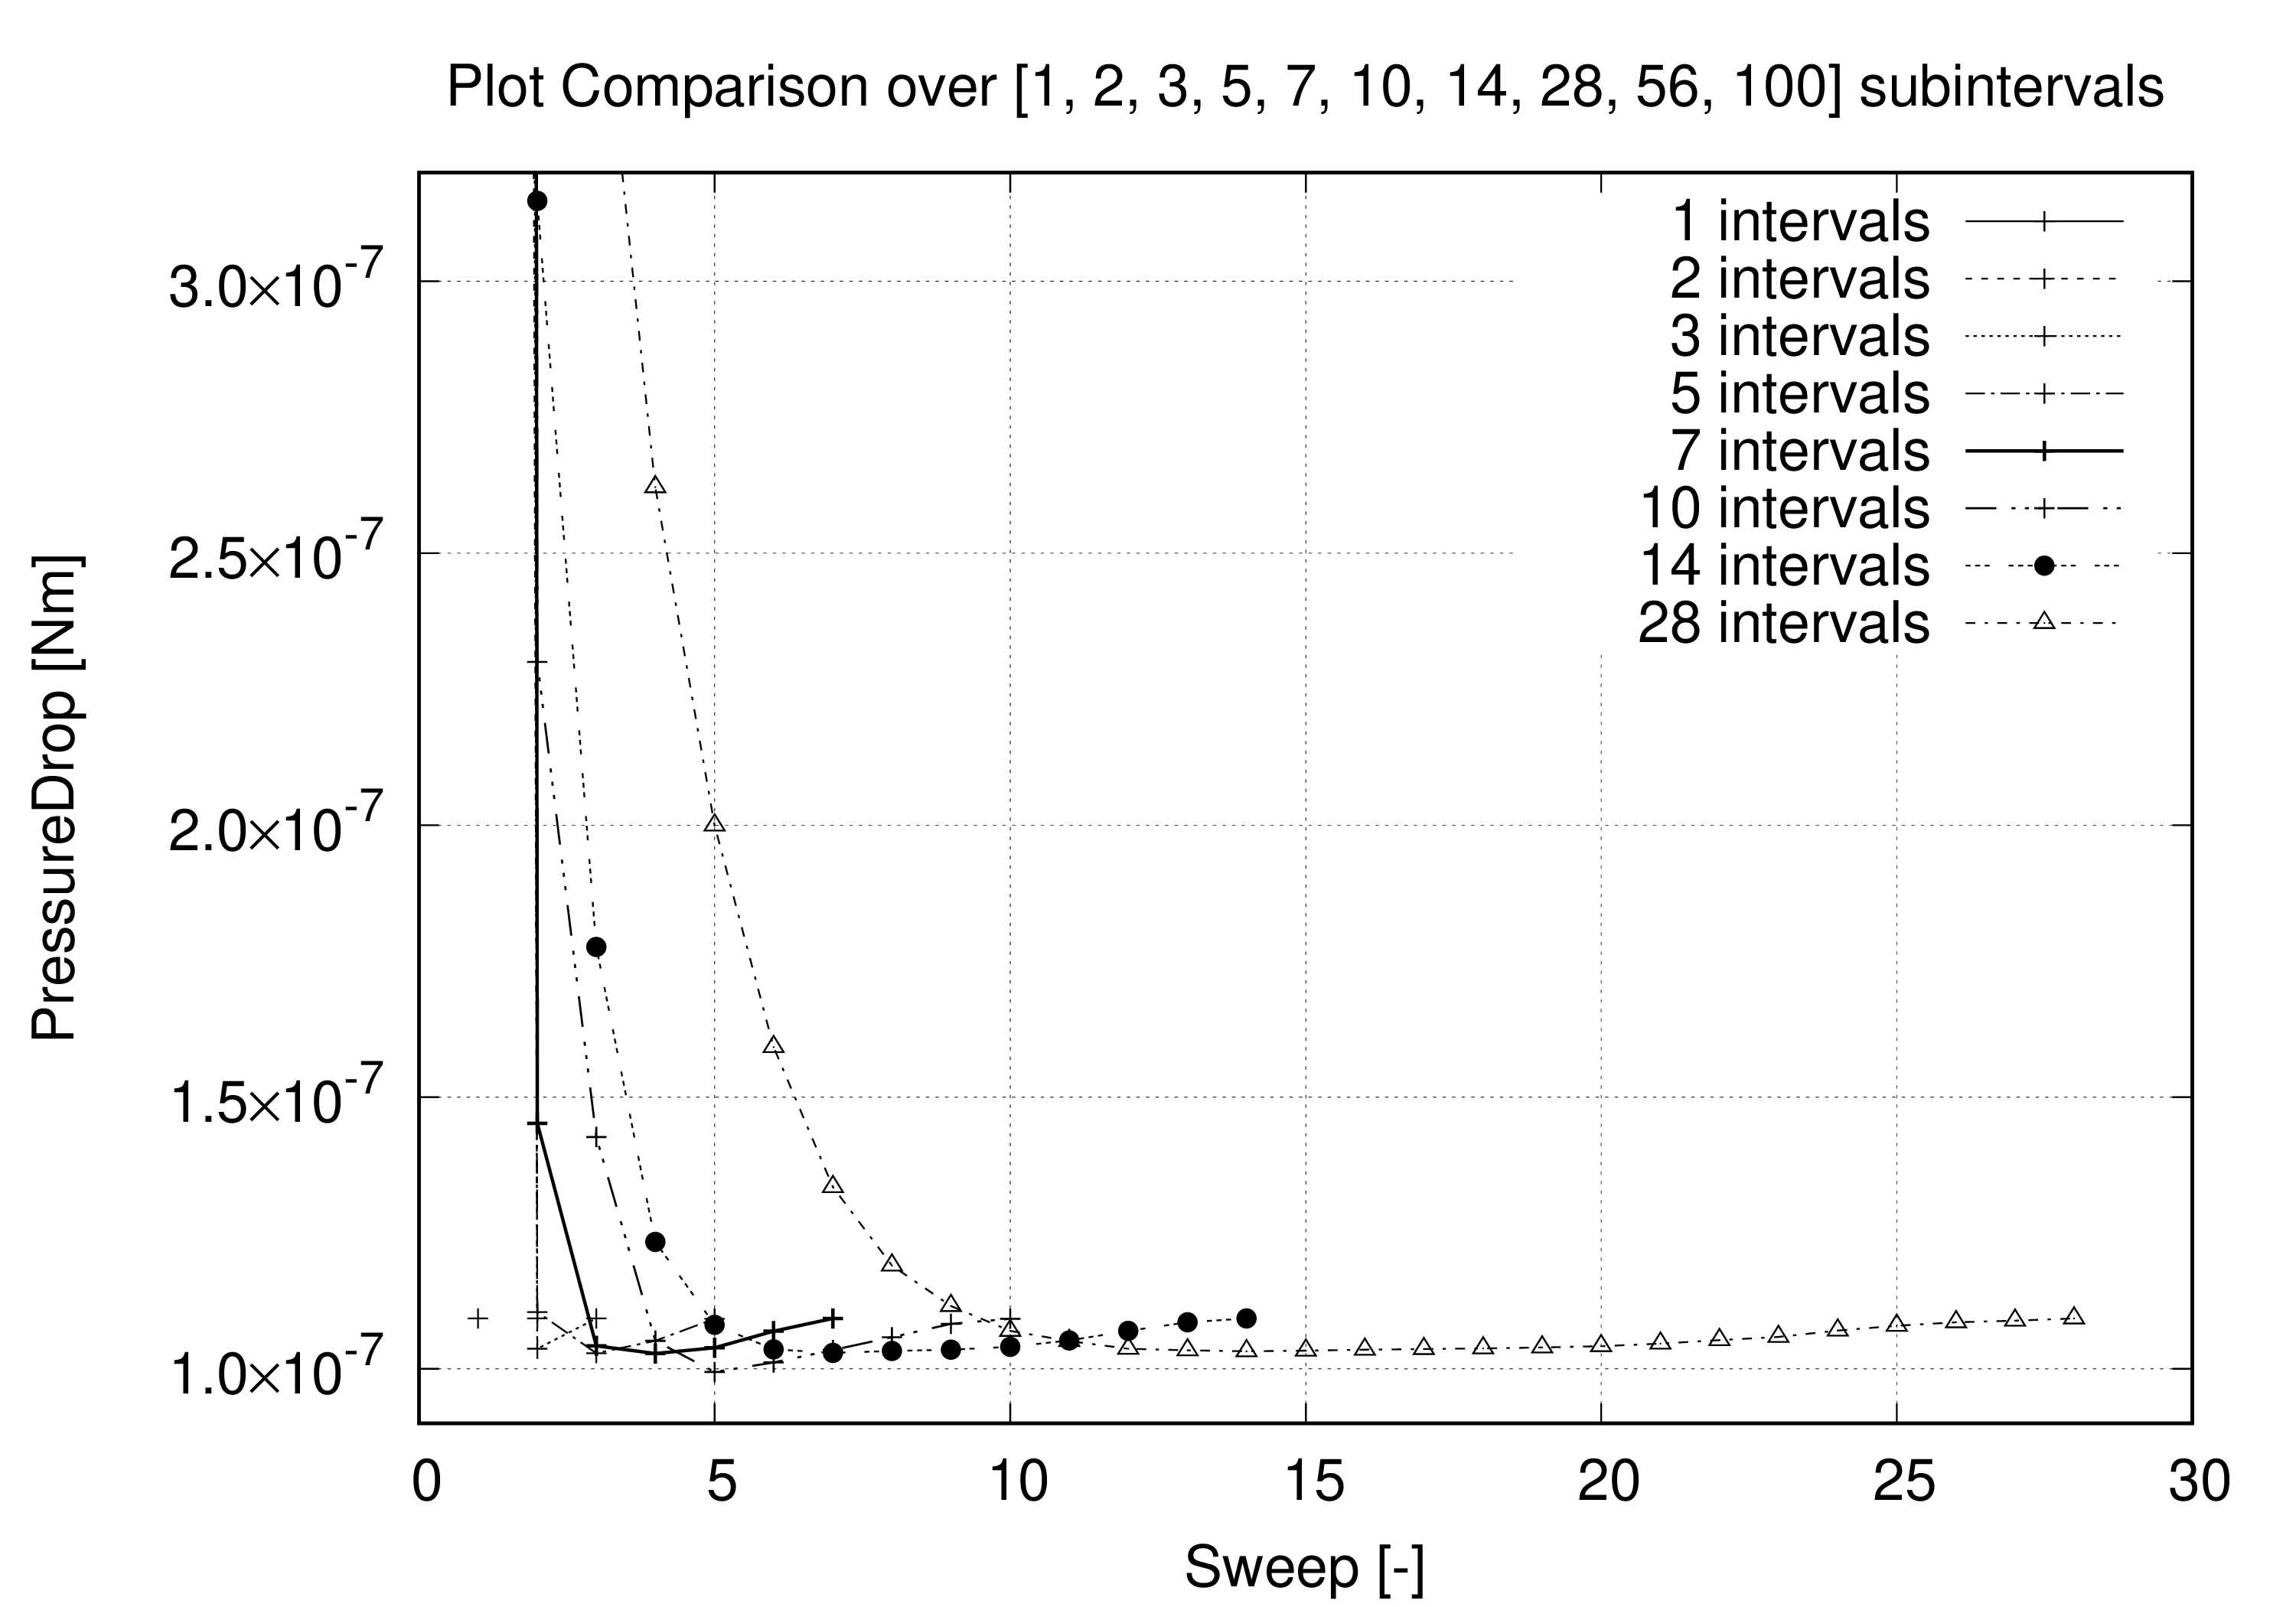 Plot Comparison over [1, 2, 3, 5, 7, 10, 14, 28, 56, 100] subintervals
1 intervals
2 intervals
3 intervals
5 intervals
7 intervals
10 intervals
14 intervals
28 intervals
PressureDrop [Nm]
3.0×10⁻⁷
2.5×10⁻⁷
2.0×10⁻⁷
1.5×10⁻⁷
1.0×10⁻⁷
0 5 10 15 20 25 30
Sweep [-]